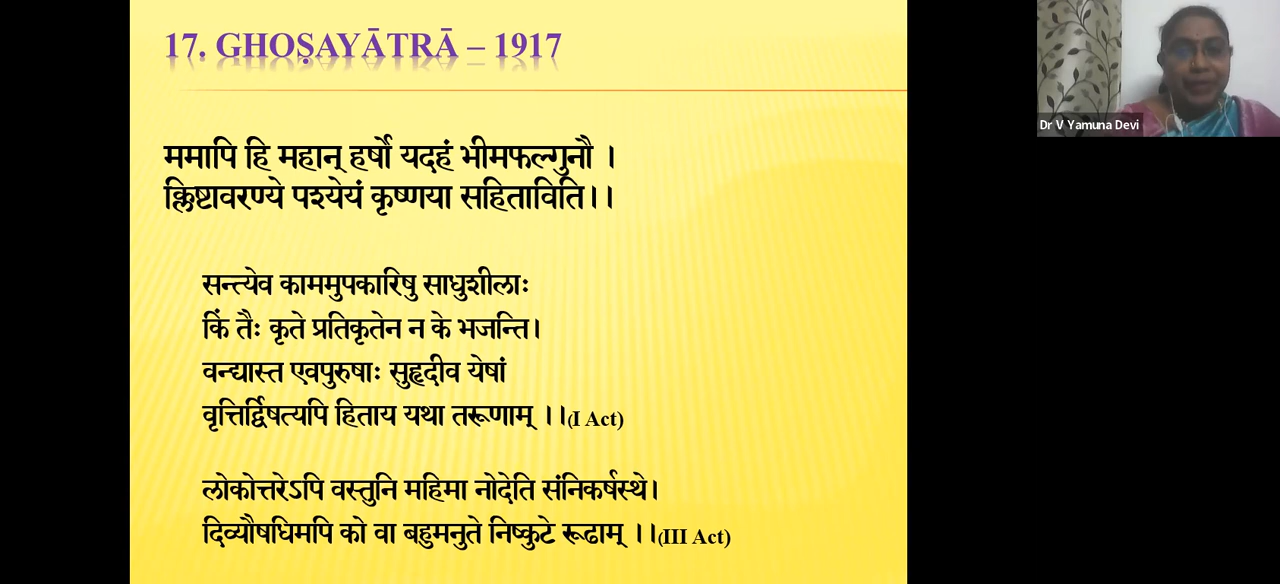 17. GHOṢAYĀTRĀ – 1917
Dr V Yamuna Devi
ममापि हि महान् हर्षो यदहं भीमफल्गुनौ ।
क्लिष्टावरण्ये पश्येयं कृष्णया सहिताविति।।
सन्त्येव काममुपकारिषु साधुशीलाः
किं तैः कृते प्रतिकृतेन न के भजन्ति।
वन्द्यास्त एवपुरुषाः सुहृदीव येषां
वृत्तिर्द्विषत्यपि हिताय यथा तरूणाम् ।।(I Act)
लोकोत्तरेऽपि वस्तुनि महिमा नोदेति संनिकर्षस्थे।
दिव्यौषधिमपि को वा बहुमनुते निष्कुटे रूढाम् ।।(III Act)